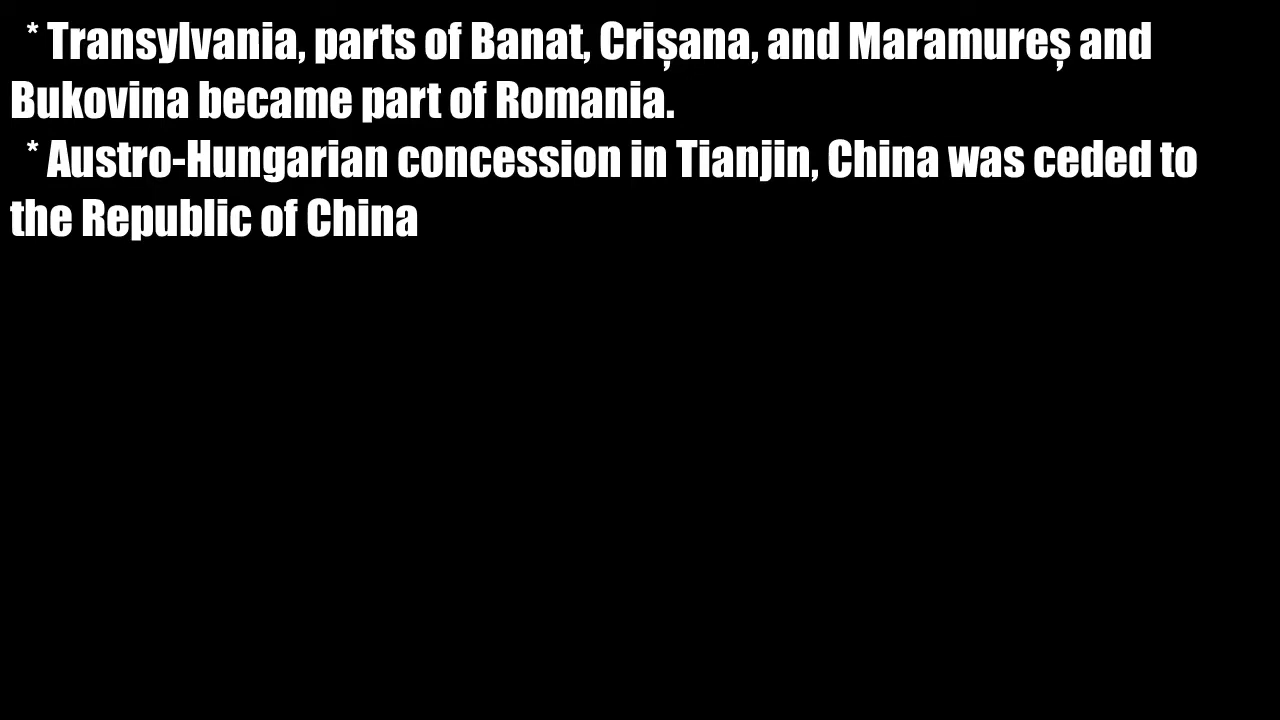 * Transylvania, parts of Banat, Crișana, and Maramureș and
Bukovina became part of Romania.
* Austro-Hungarian concession in Tianjin, China was ceded to
the Republic of China